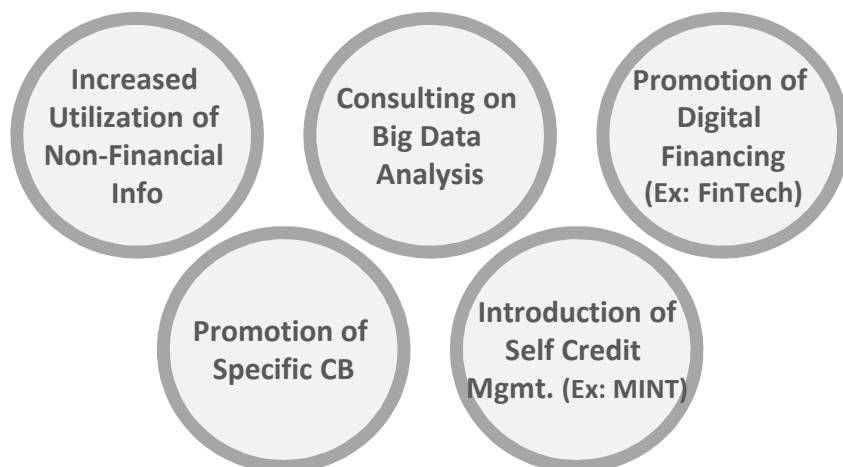 Increased
Utilization of
Non-Financial
Info
Consulting on
Big Data
Analysis
Promotion of
Digital
Financing
(Ex: FinTech)
Promotion of
Specific CB
Introduction of
Self Credit
Mgmt. (Ex: MINT)